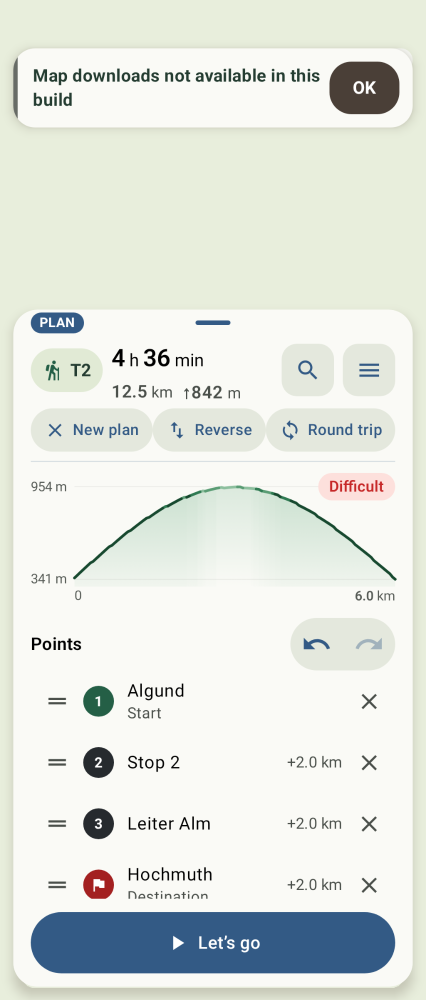 Map downloads not available in this
build
OK
PLAN
T2
4 h 36 min
12.5 km ↑842 m
New plan
Reverse
Round trip
954 m
Difficult
341 m
0
6.0 km
Points
1
Algund
Start
2
Stop 2
+2.0 km
3
Leiter Alm
+2.0 km
Hochmuth
+2.0 km
Destination
Let's go